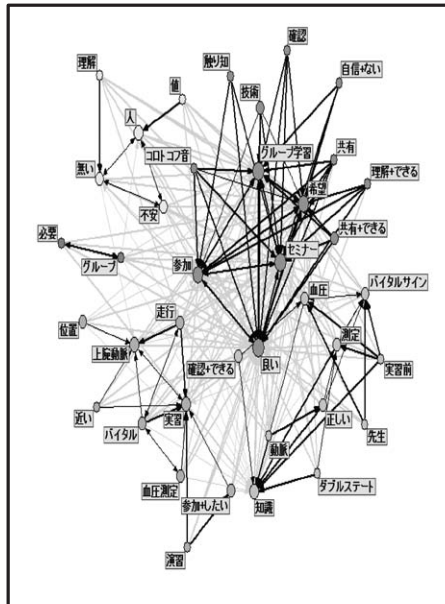 確認
理解
触り知
自信+ない
値
技術
人
共有
コロトコフ音
グループ学習
無い
理解+できる
希望
不安
共有+できる
必要
セミナー
グループ
参加
バイタルサイン
血圧
位置
走行
測定
上腕動脈
確認+できる
良い
実習前
近い
実習
正しい
バイタル
動脈
先生
血圧測定
参加+したい
知識
ダブルステート
演習